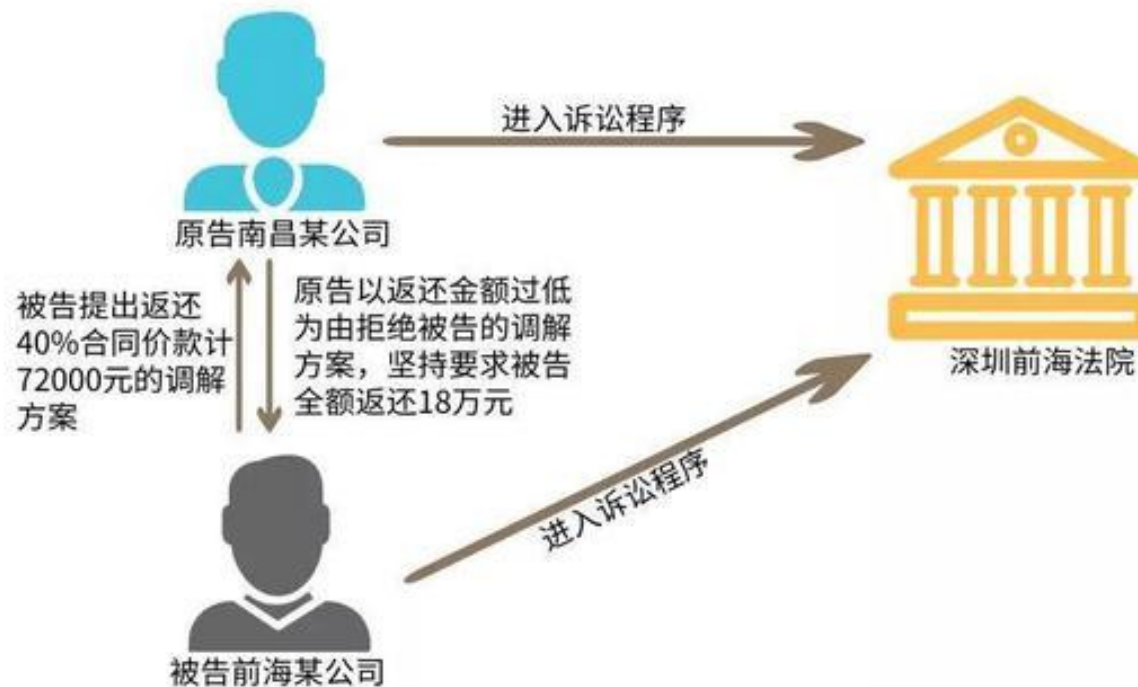 进入诉讼程序
原告南昌某公司
被告提出返还
40%合同价款计
72000元的调解
方案
原告以返还金额过低
为由拒绝被告的调解
方案，坚持要求被告
全额返还18万元
深圳前海法院
进入诉讼程序
被告前海某公司